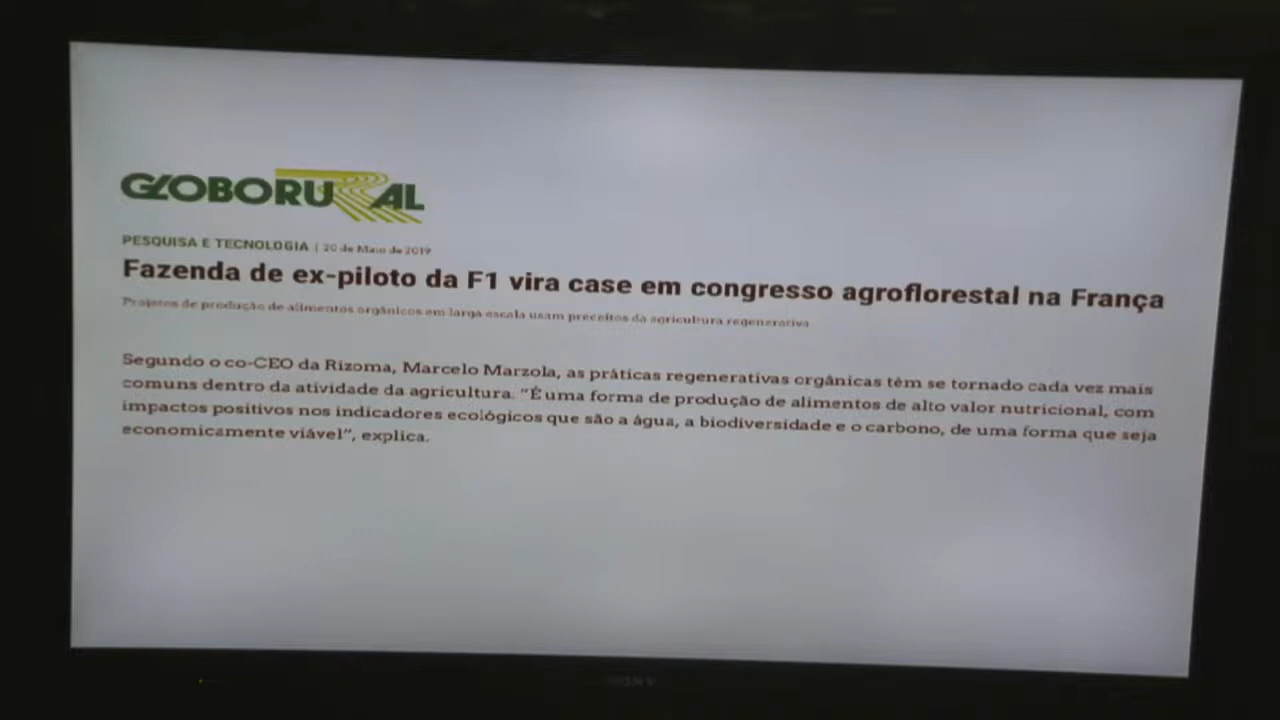 GLOBORURAL
PESQUISA E TECNOLOGIA | 20 de Maio de 2019
Fazenda de ex-piloto da F1 vira case em congresso agroflorestal na França
Projetos de produção de alimentos orgânicos em larga escala usam preceitos da agricultura regenerativa
Segundo o co-CEO da Rizoma, Marcelo Marzola, as práticas regenerativas orgânicas têm se tornado cada vez mais
comuns dentro da atividade da agricultura. “É uma forma de produção de alimentos de alto valor nutricional, com
impactos positivos nos indicadores ecológicos que são a água, a biodiversidade e o carbono, de uma forma que seja
economicamente viável”, explica.
SONY